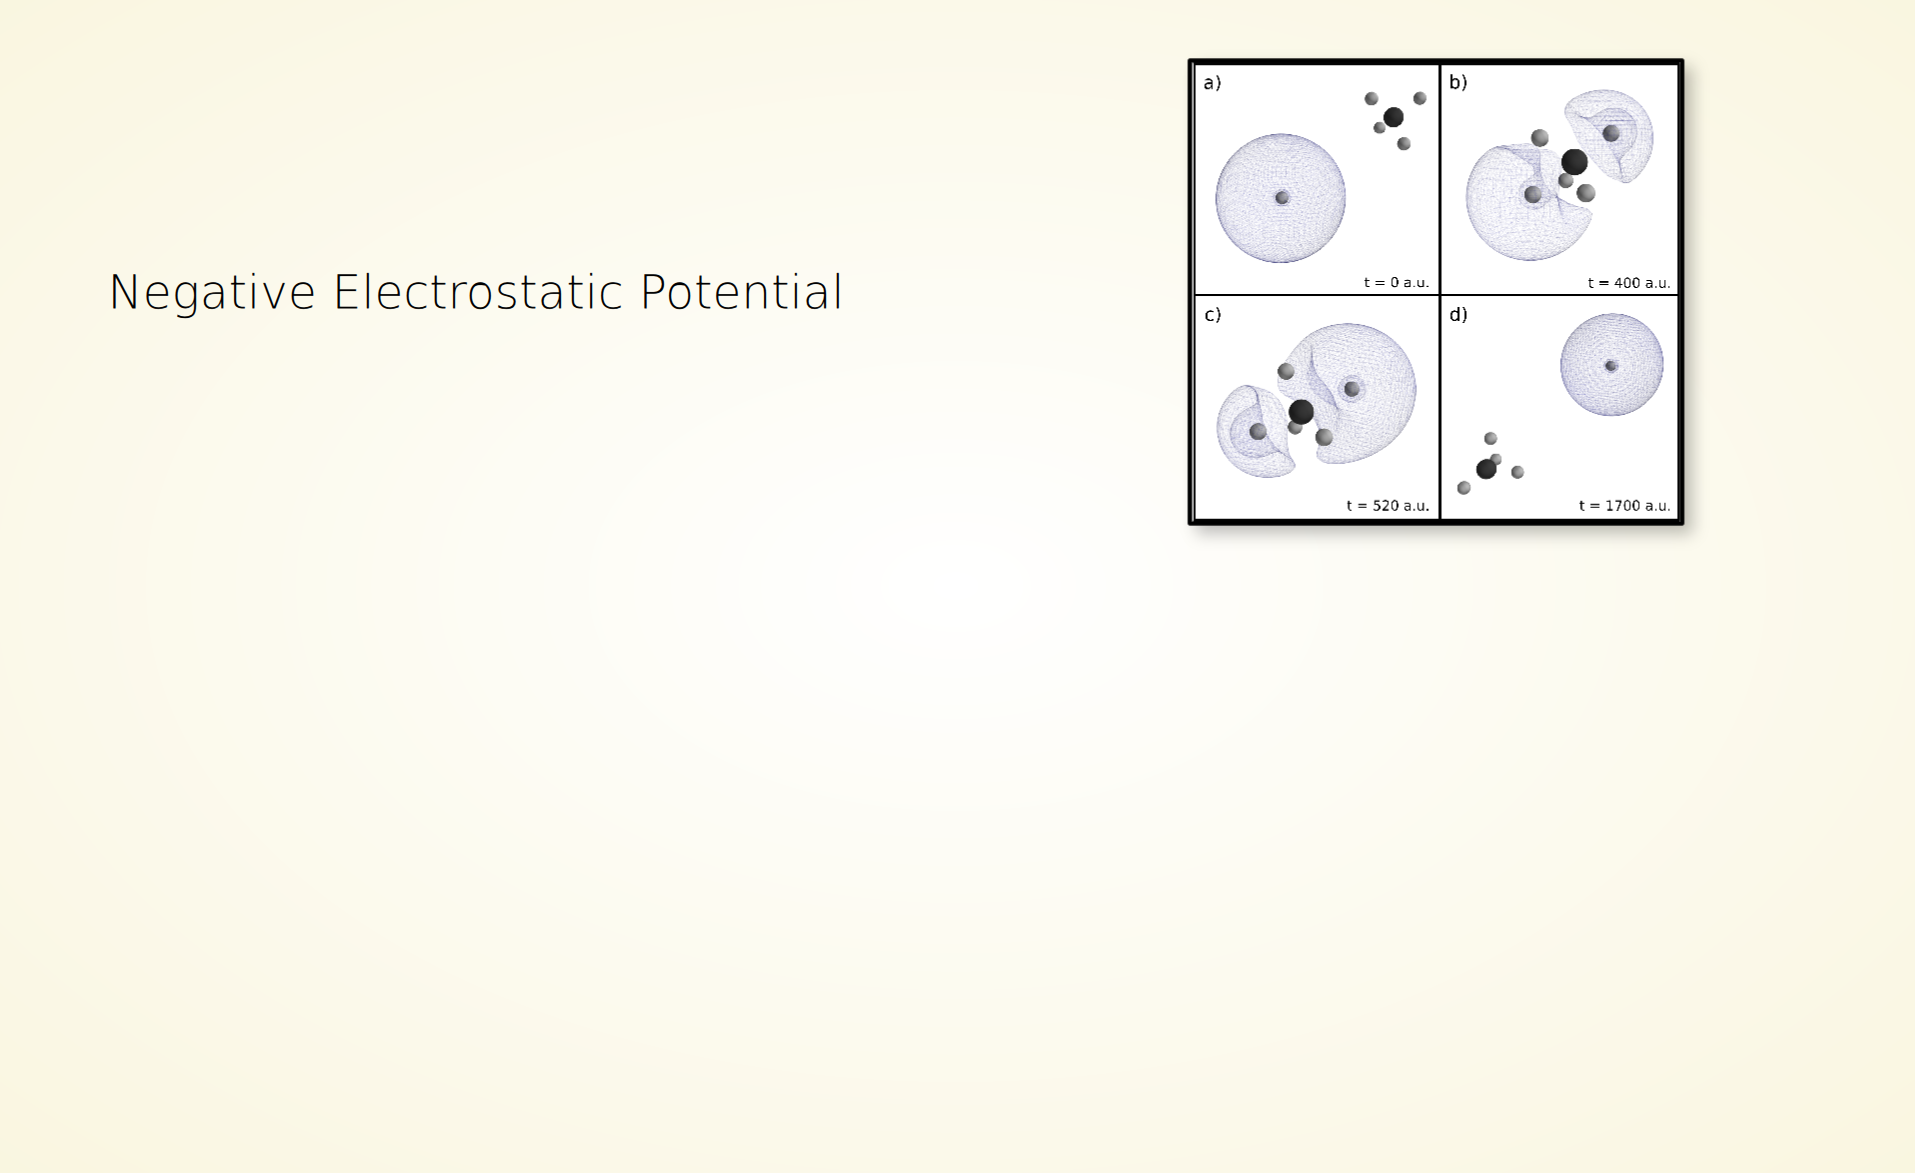 Negative Electrostatic Potential
a)
t = 0 a.u.
b)
t = 400 a.u.
c)
t = 520 a.u.
d)
t = 1700 a.u.